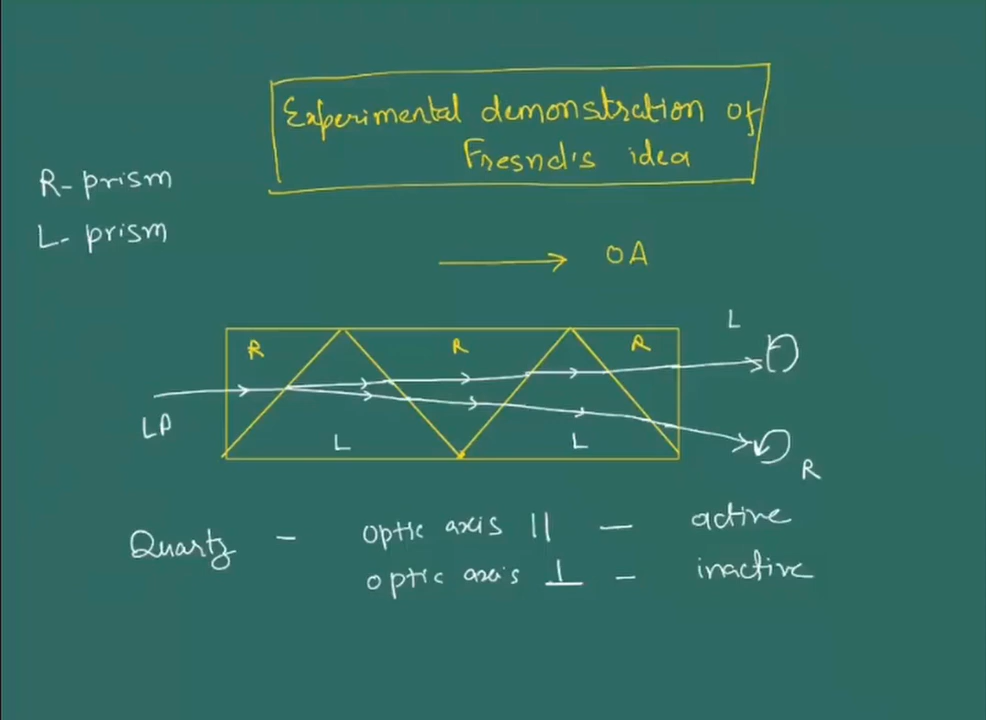 Experimental demonstration of
Fresnel's idea
R- prism
L- prism
OA
L
R R R
LP
L L
R
Quartz - optic axis || - active
optic axis ⊥ - inactive